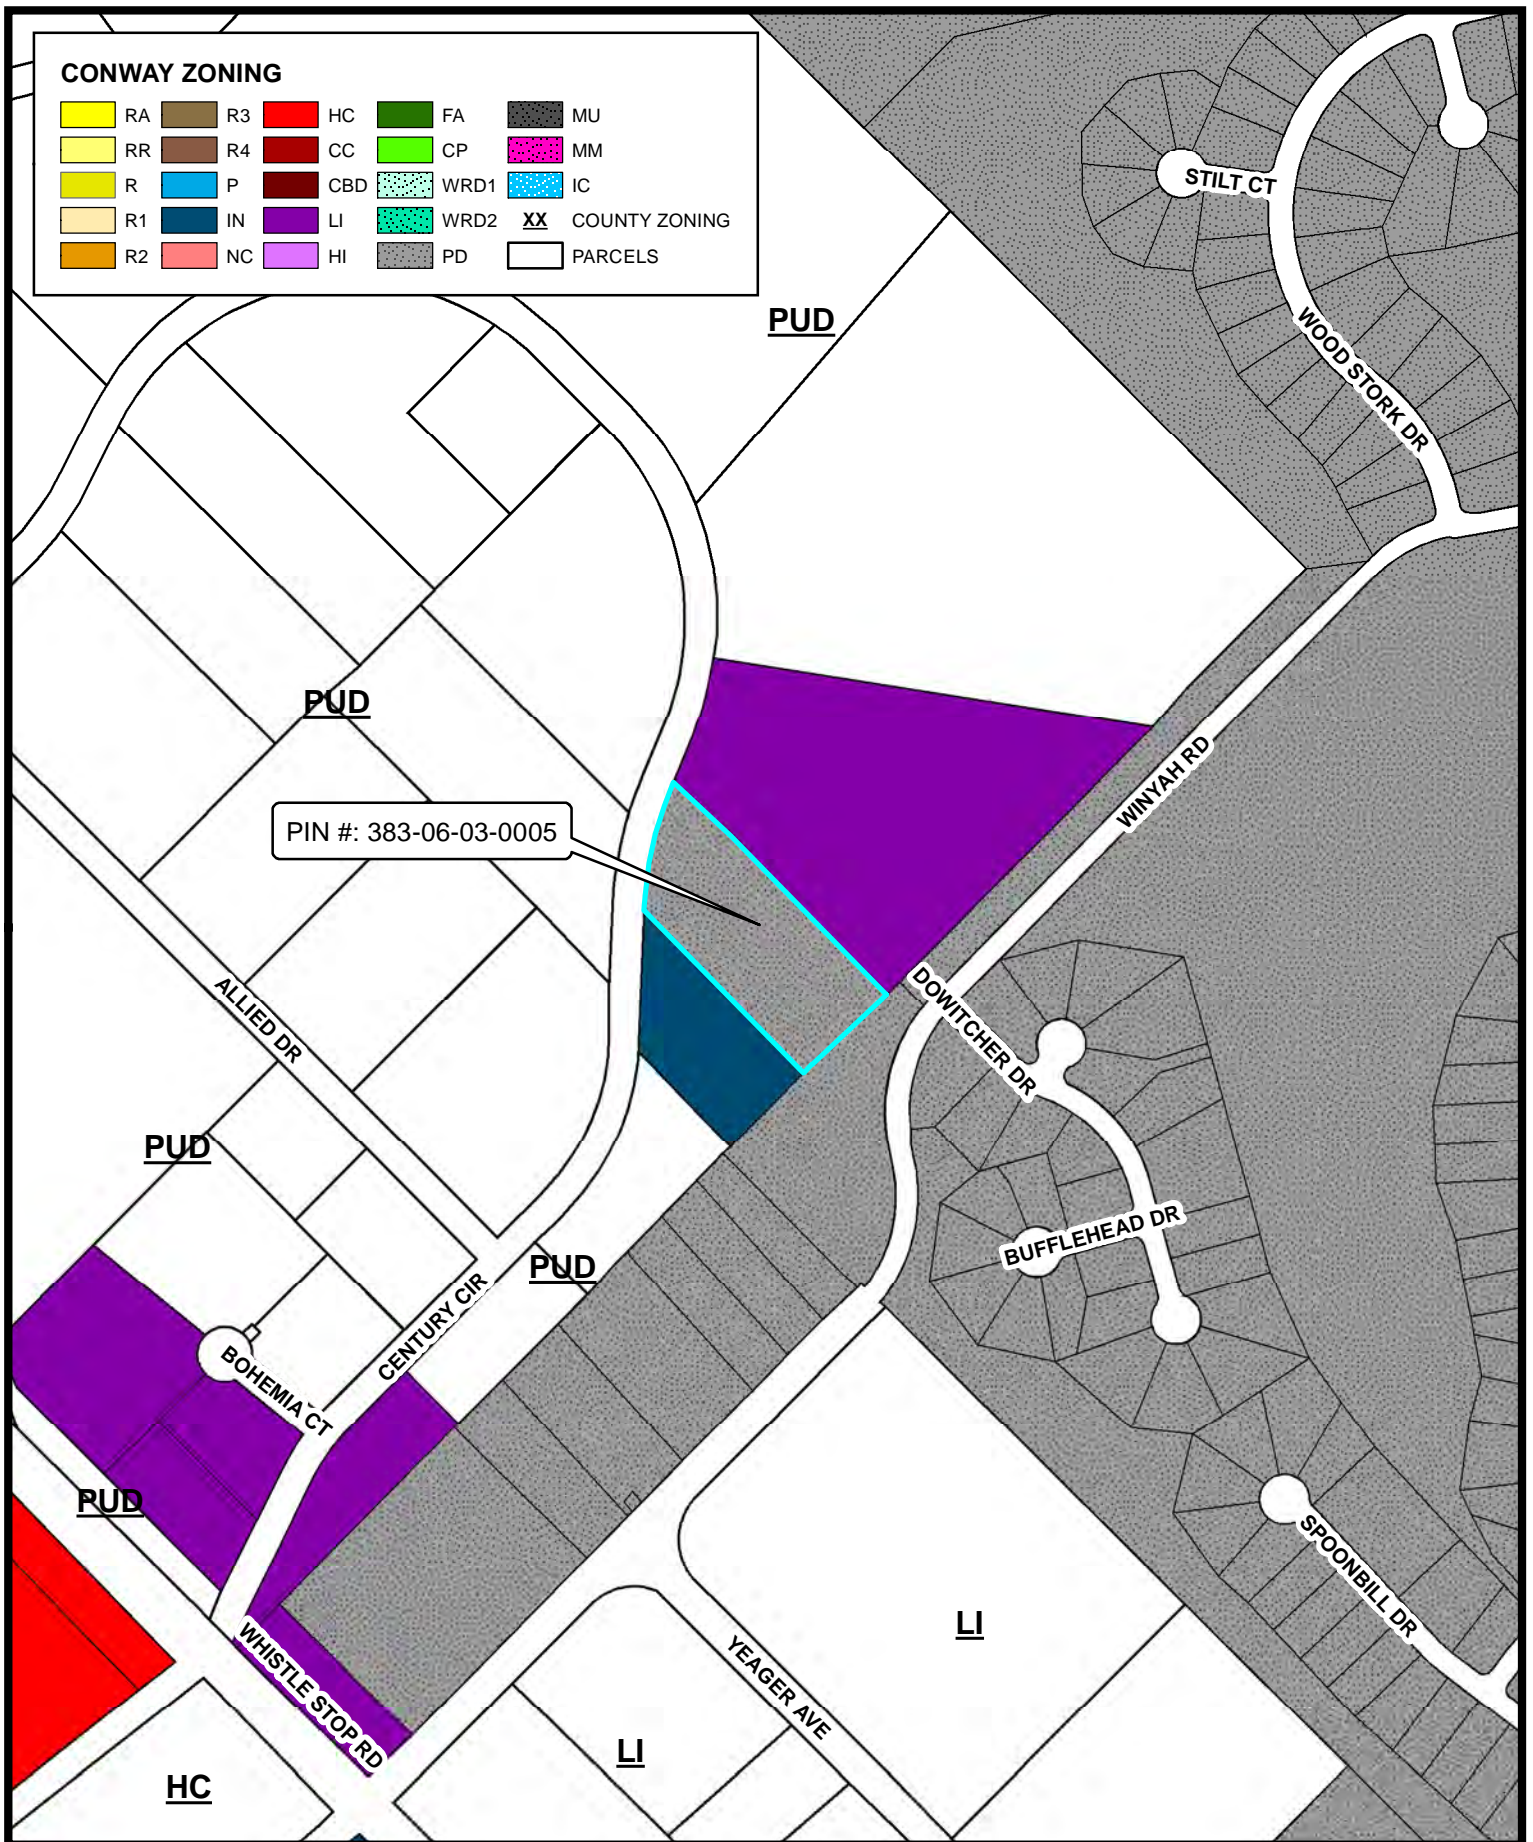 CONWAY ZONING
RA R3 HC FA MU
RR R4 CC CP MM
R P CBD WRD1 IC
R1 IN LI WRD2 XX COUNTY ZONING
R2 NC HI PD PARCELS
STILT CT
PUD
WOOD STORK DR
PUD
WINYAH RD
PIN #: 383-06-03-0005
DOWITCHER DR
ALLIED DR
PUD
BUFFLEHEAD DR
PUD
CENTURY CIR
BOHEMIA CT
PUD
SPOONBILL DR
LI
WHISTLE STOP RD
YEAGER AVE
LI
HC